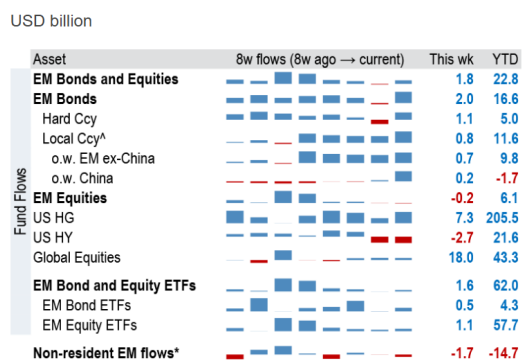 USD billion
Asset 8w flows (8w ago → current) This wk YTD
EM Bonds and Equities 1.8 22.8
EM Bonds 2.0 16.6
Hard Ccy 1.1 5.0
Local Ccy^ 0.8 11.6
o.w. EM ex-China 0.7 9.8
o.w. China 0.2 -1.7
EM Equities -0.2 6.1
US HG 7.3 205.5
US HY -2.7 21.6
Global Equities 18.0 43.3
EM Bond and Equity ETFs 1.6 62.0
EM Bond ETFs 0.5 4.3
EM Equity ETFs 1.1 57.7
Non-resident EM flows* -1.7 -14.7
Fund Flows